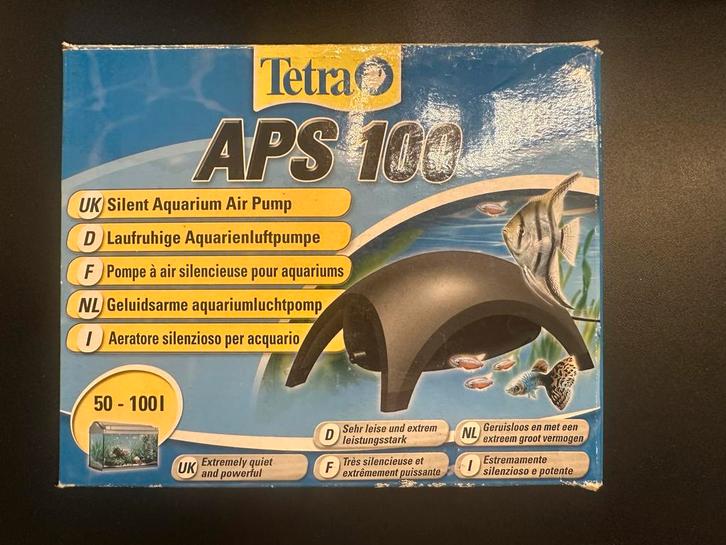 Tetra
APS 100
UK Silent Aquarium Air Pump
D Laufruhige Aquarienluftpumpe
F Pompe à air silencieuse pour aquariums
NL Geluidsarme aquariumluchtpomp
I Aeratore silenzioso per acquario
50 - 100 l
D Sehr leise und extrem
leistungsstark
NL Geruisloos en met een
extreem groot vermogen
UK Extremely quiet
and powerful
F Très silencieuse et
extrêmement puissante
I Estremamente
silenzioso e potente